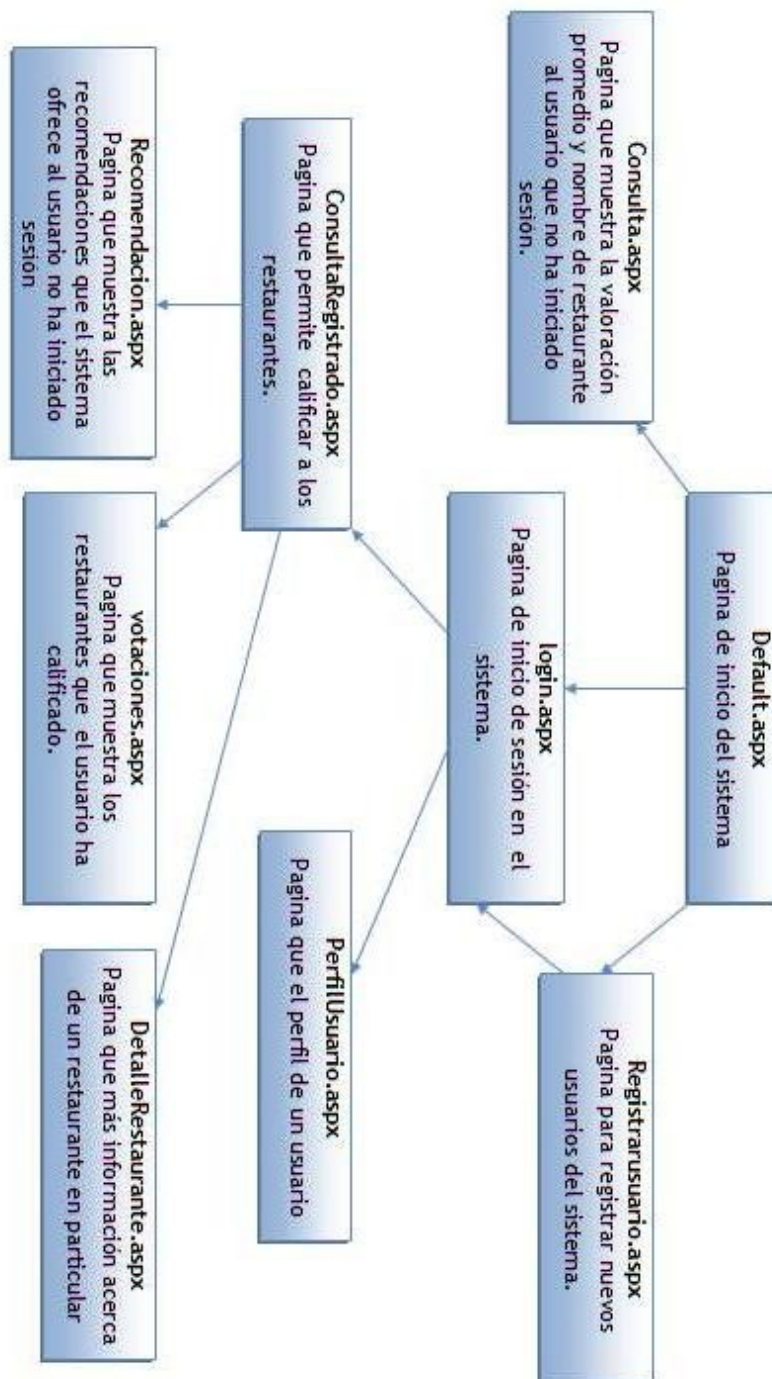 Default.aspx
Pagina de inicio del sistema
Consulta.aspx
Pagina que muestra la valoración
promedio y nombre de restaurante
al usuario que no ha iniciado
sesión.
login.aspx
Pagina de inicio de sesión en el
sistema.
Registrarusuario.aspx
Pagina para registrar nuevos
usuarios del sistema.
ConsultaRegistrado.aspx
Pagina que permite calificar a los
restaurantes.
PerfilUsuario.aspx
Pagina que el perfil de un usuario
Recomendacion.aspx
Pagina que muestra las
recomendaciones que el sistema
ofrece al usuario no ha iniciado
sesión
votaciones.aspx
Pagina que muestra los
restaurantes que el usuario ha
calificado.
DetalleRestaurante.aspx
Pagina que más información acerca
de un restaurante en particular